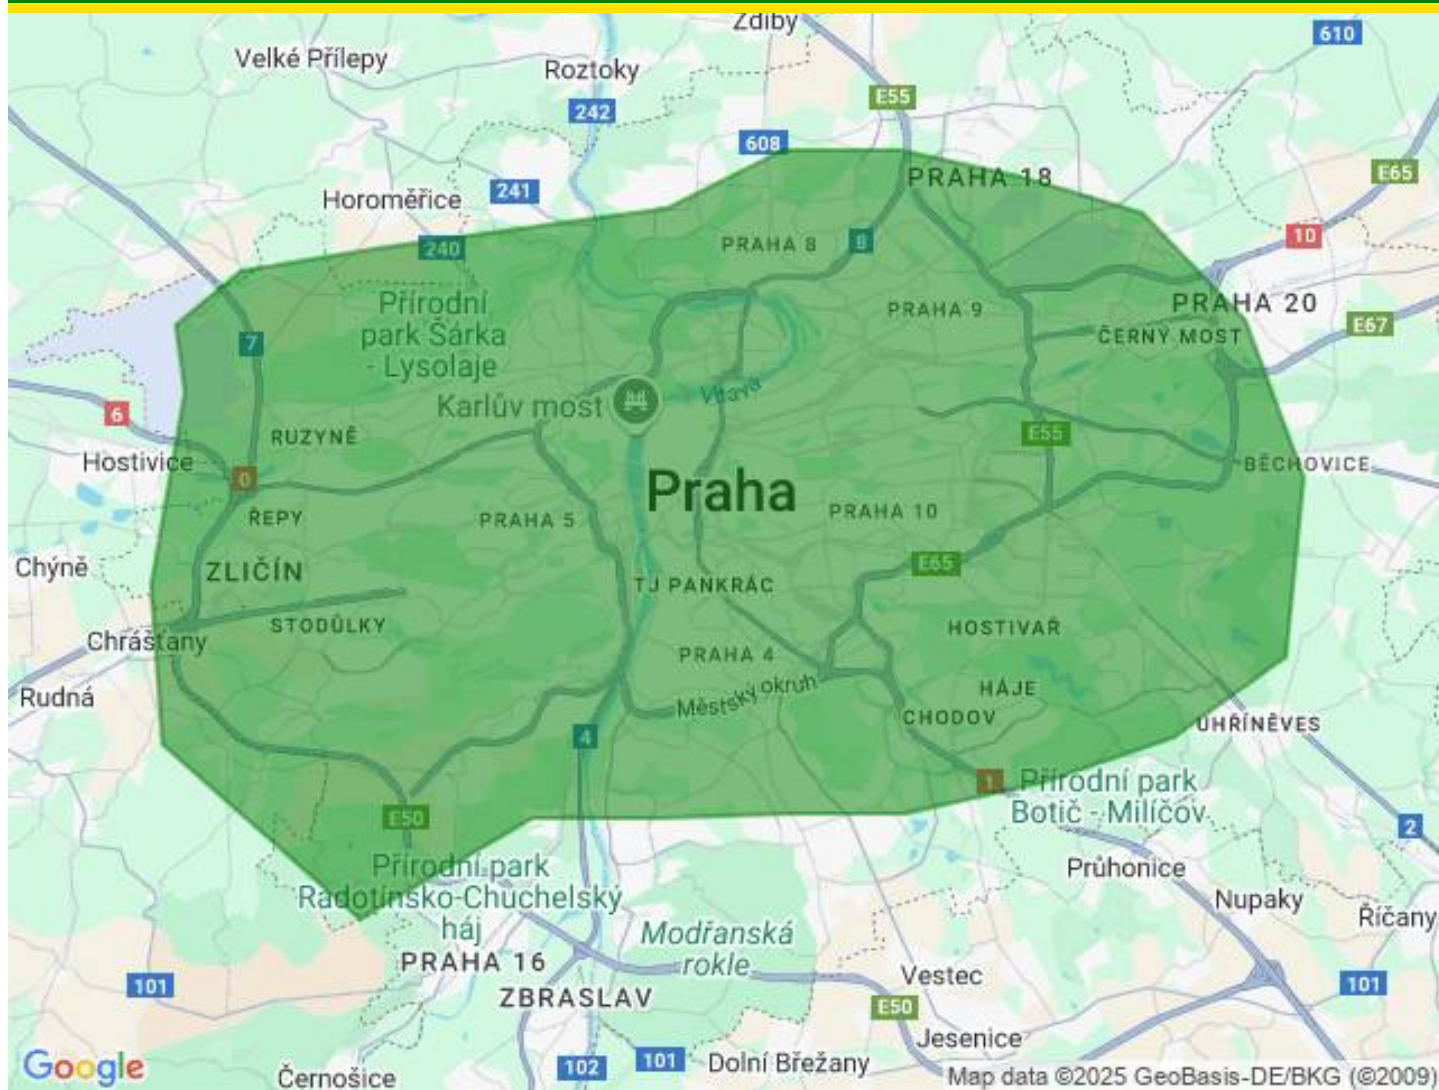 Zdiby
610
Velké Přílepy
Roztoky
E55
242
608
E65
PRAHA 18
241
Horoměřice
10
240
PRAHA 8
8
Přírodní
park Šárka
- Lysolaje
PRAHA 9
PRAHA 20
E67
ČERNÝ MOST
7
Vltava
Karlův most
6
RUZYNĚ
E55
Hostivice
BĚCHOVICE
0
Praha
ŘEPY
PRAHA 5
PRAHA 10
Chýně
ZLIČÍN
E65
TJ PANKRÁC
STODŮLKY
HOSTIVAŘ
Chrášťany
PRAHA 4
Rudná
Městský okruh
HÁJE
CHODOV
UHŘÍNĚVES
4
1
Přírodní park
Botič - Milíčov
E50
2
Přírodní park
Radotínsko-Chuchelský
háj
Průhonice
Nupaky
Říčany
Modřanská
rokle
PRAHA 16
Vestec
101
ZBRASLAV
101
E50
Jesenice
Google
Černošice
102
101
Dolní Břežany
Map data ©2025 GeoBasis-DE/BKG (©2009)